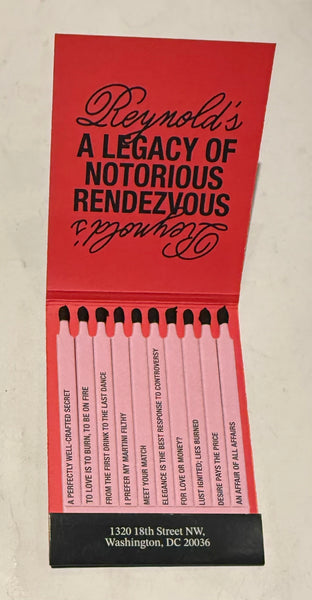 Reynold's
A LEGACY OF
NOTORIOUS
RENDEZVOUS
Reynold's
A PERFECTLY WELL-CRAFTED SECRET
TO LOVE IS TO BURN, TO BE ON FIRE
FROM THE FIRST DRINK TO THE LAST DANCE
I PREFER MY MARTINI FILTHY
MEET YOUR MATCH
ELEGANCE IS THE BEST RESPONSE TO CONTROVERSY
FOR LOVE OR MONEY?
LUST IGNITED; LIES BURNED
DESIRE PAYS THE PRICE
AN AFFAIR OF ALL AFFAIRS
1320 18th Street NW,
Washington, DC 20036